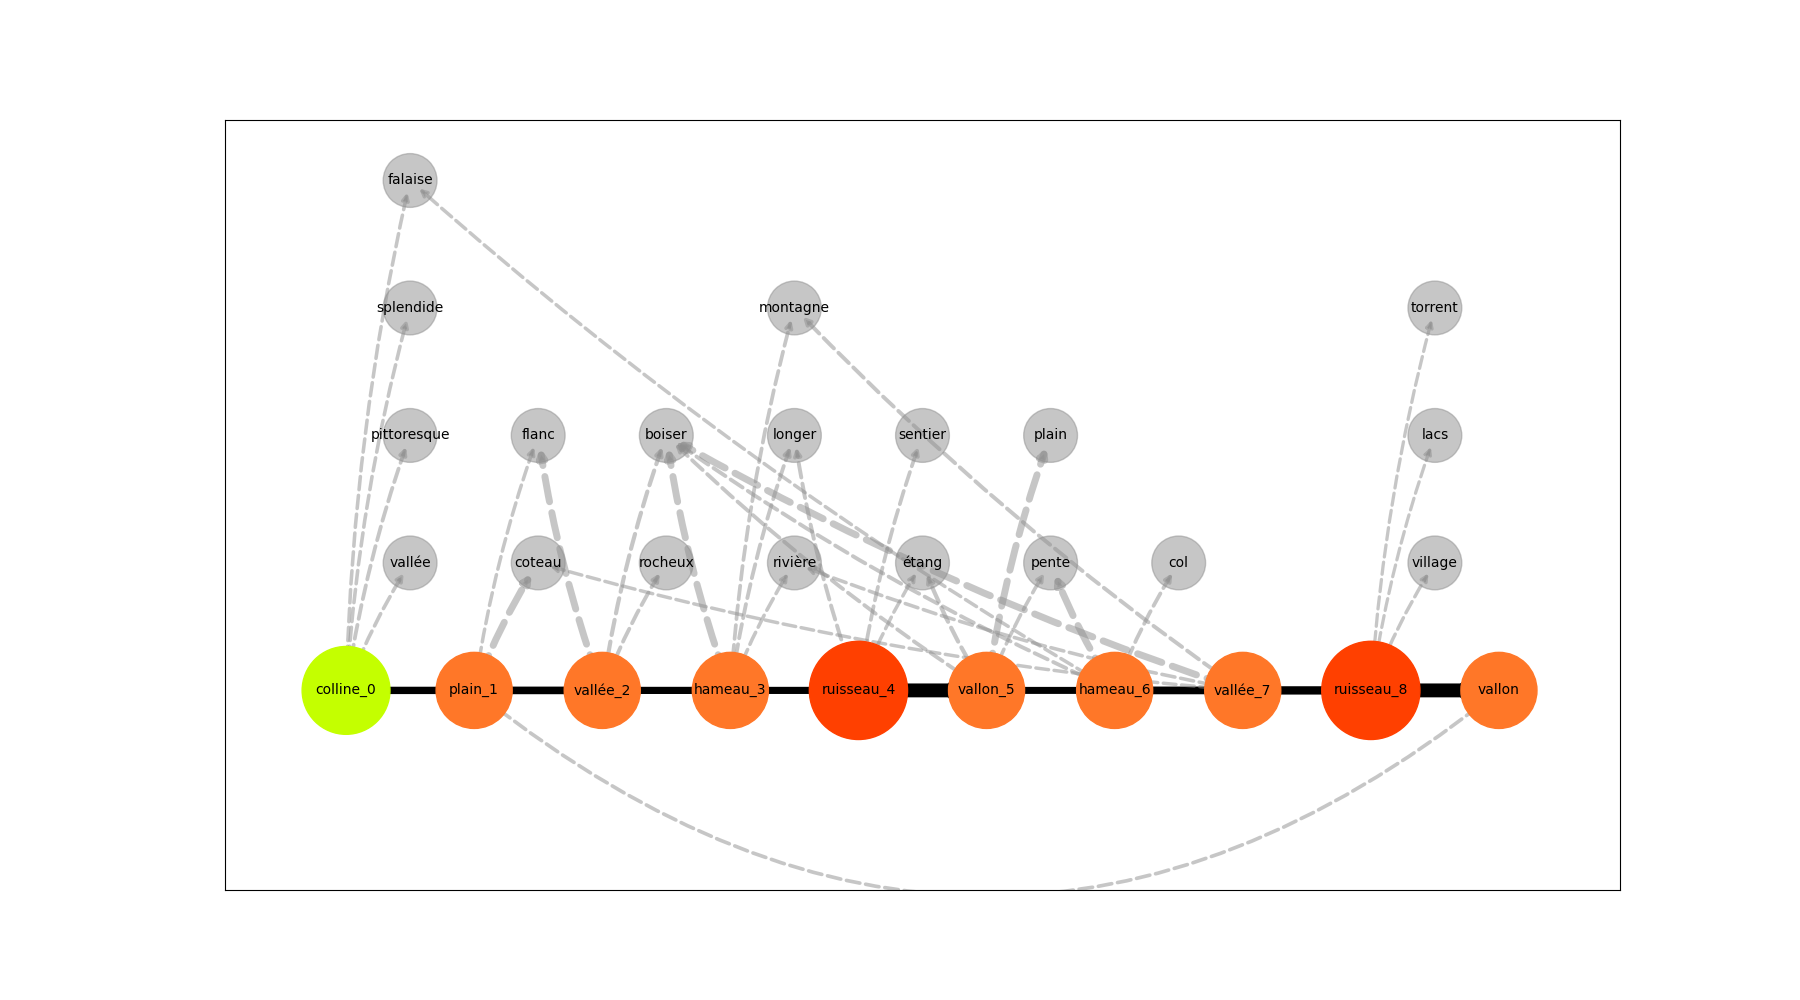 falaise
splendide montagne torrent
pittoresque flanc boiser longer sentier plain lacs
vallée coteau rocheux rivière étang pente col village
colline_0 plain_1 vallée_2 hameau_3 ruisseau_4 vallon_5 hameau_6 vallée_7 ruisseau_8 vallon